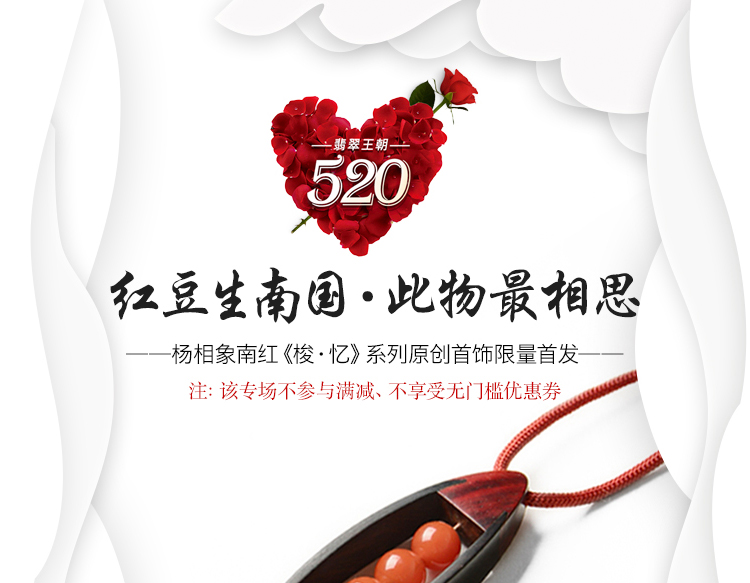 翡翠王朝
520
红豆生南国·此物最相思
——杨相象南红《梭·忆》系列原创首饰限量首发——
注: 该专场不参与满减、不享受无门槛优惠券